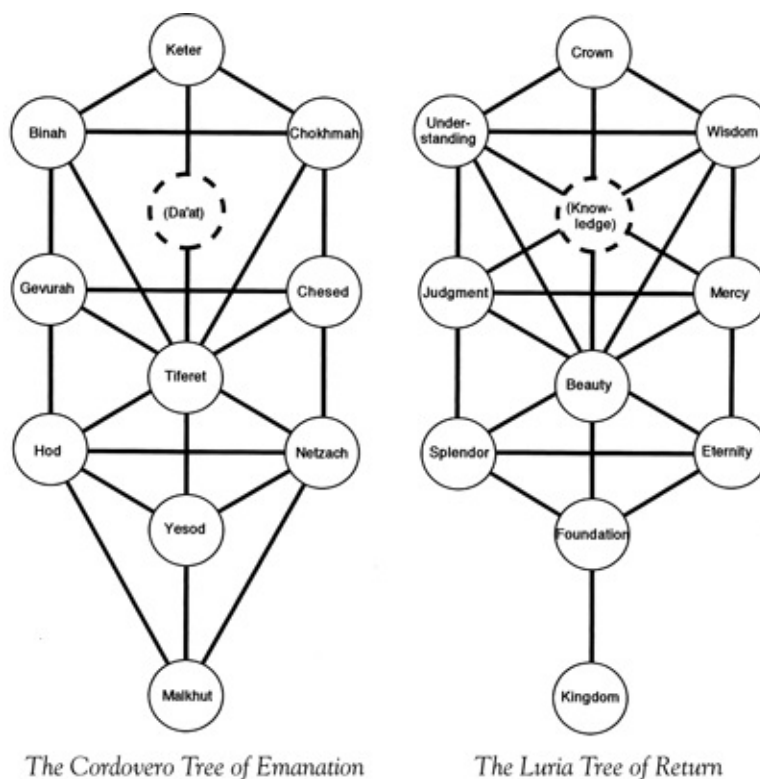 Keter
Binah
Chokhmah
(Da'at)
Gevurah
Chesed
Tiferet
Hod
Netzach
Yesod
Malkhut
The Cordovero Tree of Emanation
Crown
Under-
standing
Wisdom
(Know-
ledge)
Judgment
Mercy
Beauty
Splendor
Eternity
Foundation
Kingdom
The Luria Tree of Return